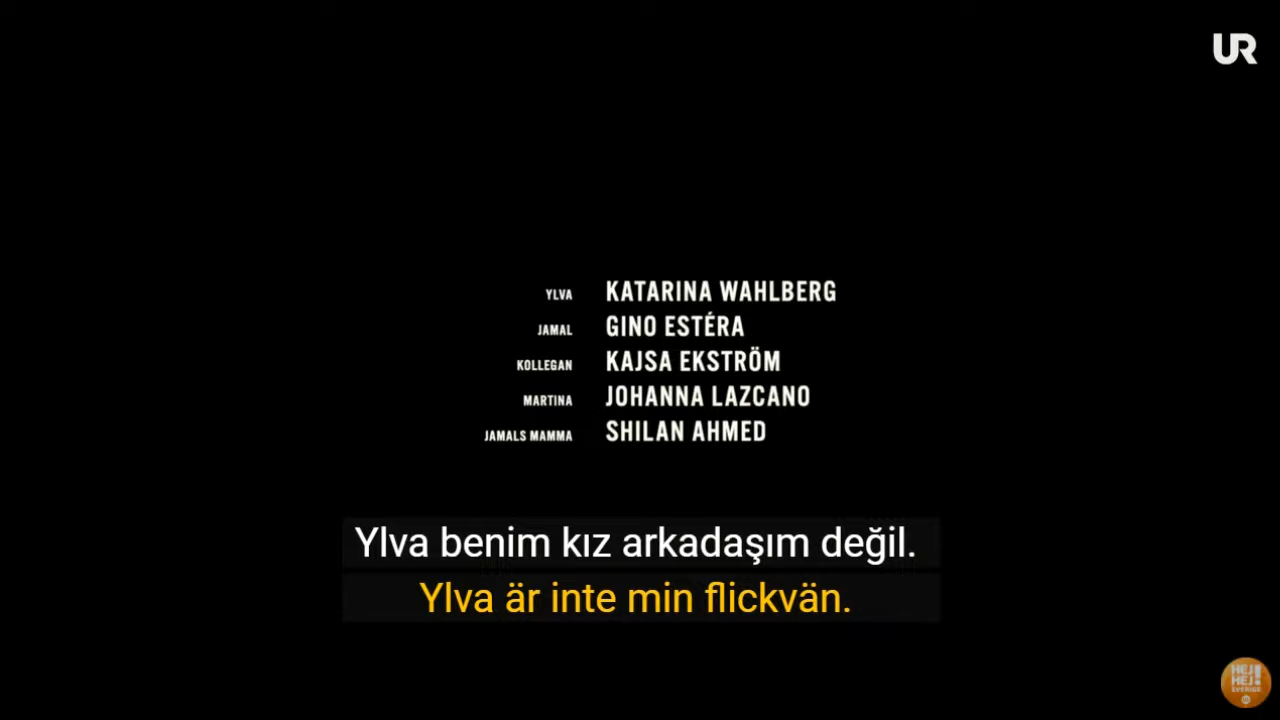 UR
YLVA KATARINA WAHLBERG
JAMAL GINO ESTÉRA
KOLLEGAN KAJSA EKSTRÖM
MARTINA JOHANNA LAZCANO
JAMALS MAMMA SHILAN AHMED
Ylva benim kız arkadaşım değil.
Ylva är inte min flickvän.
HEJ
HEJ!
SVERIGE